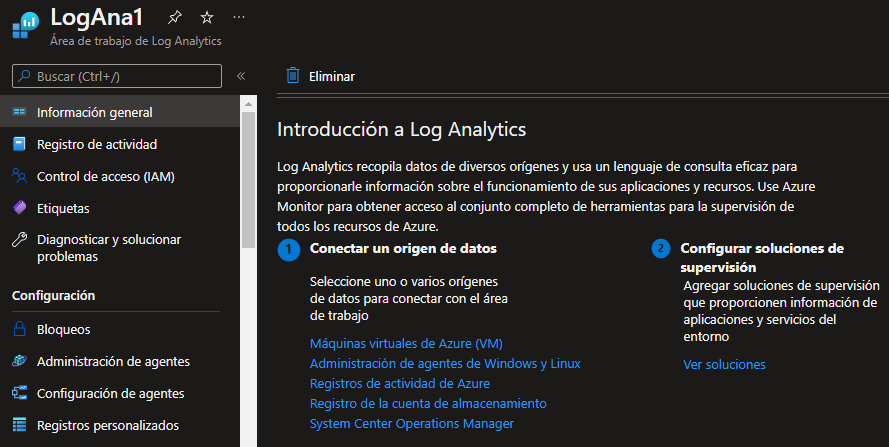 LogAna1
Área de trabajo de Log Analytics
Buscar (Ctrl+/)
Información general
Registro de actividad
Control de acceso (IAM)
Etiquetas
Diagnosticar y solucionar
problemas
Configuración
Bloqueos
Administración de agentes
Configuración de agentes
Registros personalizados
Eliminar
Introducción a Log Analytics
Log Analytics recopila datos de diversos orígenes y usa un lenguaje de consulta eficaz para
proporcionarle información sobre el funcionamiento de sus aplicaciones y recursos. Use Azure
Monitor para obtener acceso al conjunto completo de herramientas para la supervisión de
todos los recursos de Azure.
1 Conectar un origen de datos
Seleccione uno o varios orígenes
de datos para conectar con el área
de trabajo
Máquinas virtuales de Azure (VM)
Administración de agentes de Windows y Linux
Registros de actividad de Azure
Registro de la cuenta de almacenamiento
System Center Operations Manager
2 Configurar soluciones de
supervisión
Agregar soluciones de supervisión
que proporcionen información de
aplicaciones y servicios del
entorno
Ver soluciones